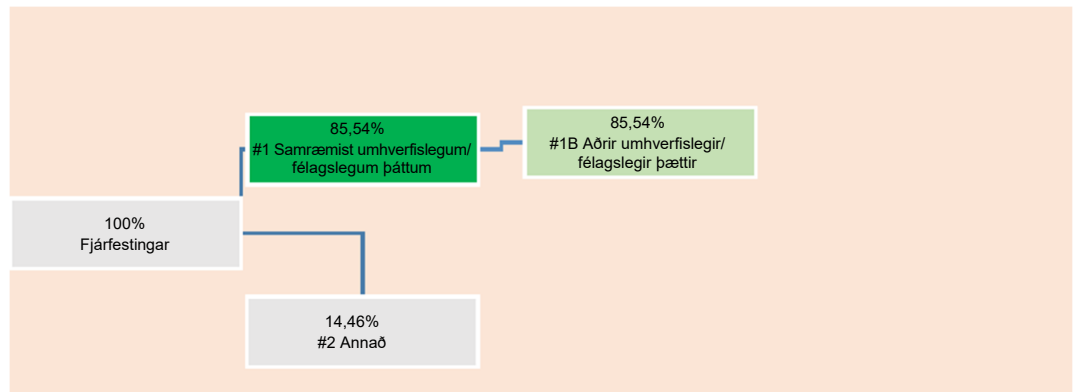 100%
Fjárfestingar
85,54%
#1 Samræmist umhverfislegum/
félagslegum þáttum
85,54%
#1B Aðrir umhverfislegir/
félagslegir þættir
14,46%
#2 Annað